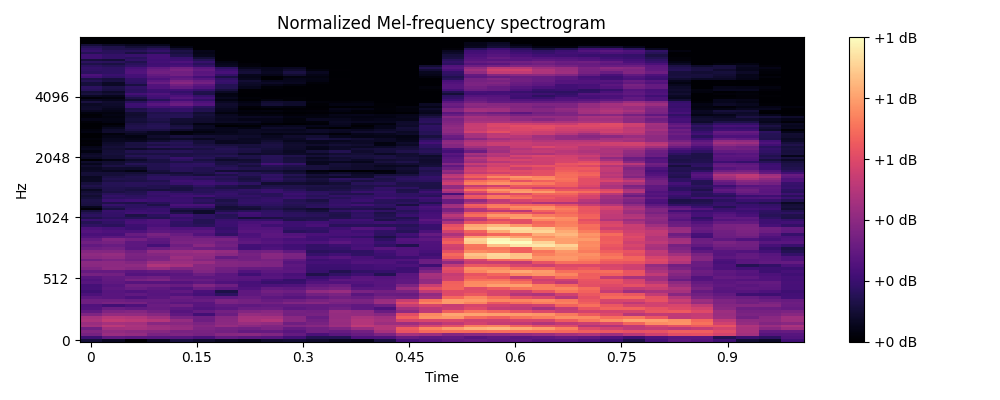 Normalized Mel-frequency spectrogram
Hz
4096
2048
1024
512
0
0 0.15 0.3 0.45 0.6 0.75 0.9
Time
+1 dB
+1 dB
+1 dB
+0 dB
+0 dB
+0 dB